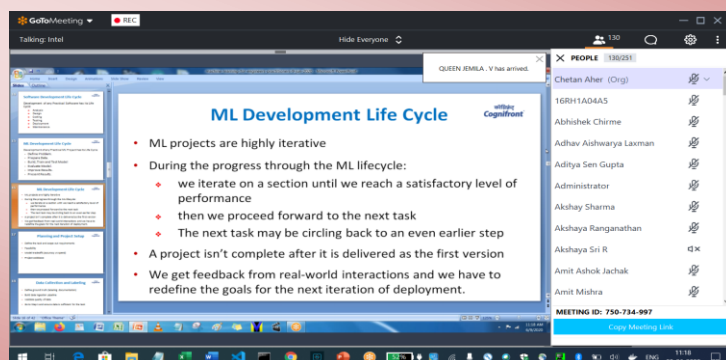 GoToMeeting
REC
Talking: Intel
Hide Everyone
130
QUEEN JEMILA . V has arrived.
PEOPLE 130/251
Chetan Aher (Org)
16RH1A04A5
Abhishek Chirme
Adhav Aishwarya Laxman
Aditya Sen Gupta
Administrator
Akshay Sharma
Akshaya Ranganathan
Akshaya Sri R
Amit Ashok Jachak
Amit Mishra
MEETING ID: 750-734-997
Copy Meeting Link
Software Development Life Cycle
ML Development Life Cycle
Planning and Project Setup
Data Collection and Labeling
ML Development Life Cycle
Cognifront
• ML projects are highly iterative
• During the progress through the ML lifecycle:
❖ we iterate on a section until we reach a satisfactory level of
performance
❖ then we proceed forward to the next task
❖ The next task may be circling back to an even earlier step
• A project isn't complete after it is delivered as the first version
• We get feedback from real-world interactions and we have to
redefine the goals for the next iteration of deployment.
52%
ENG
11:18